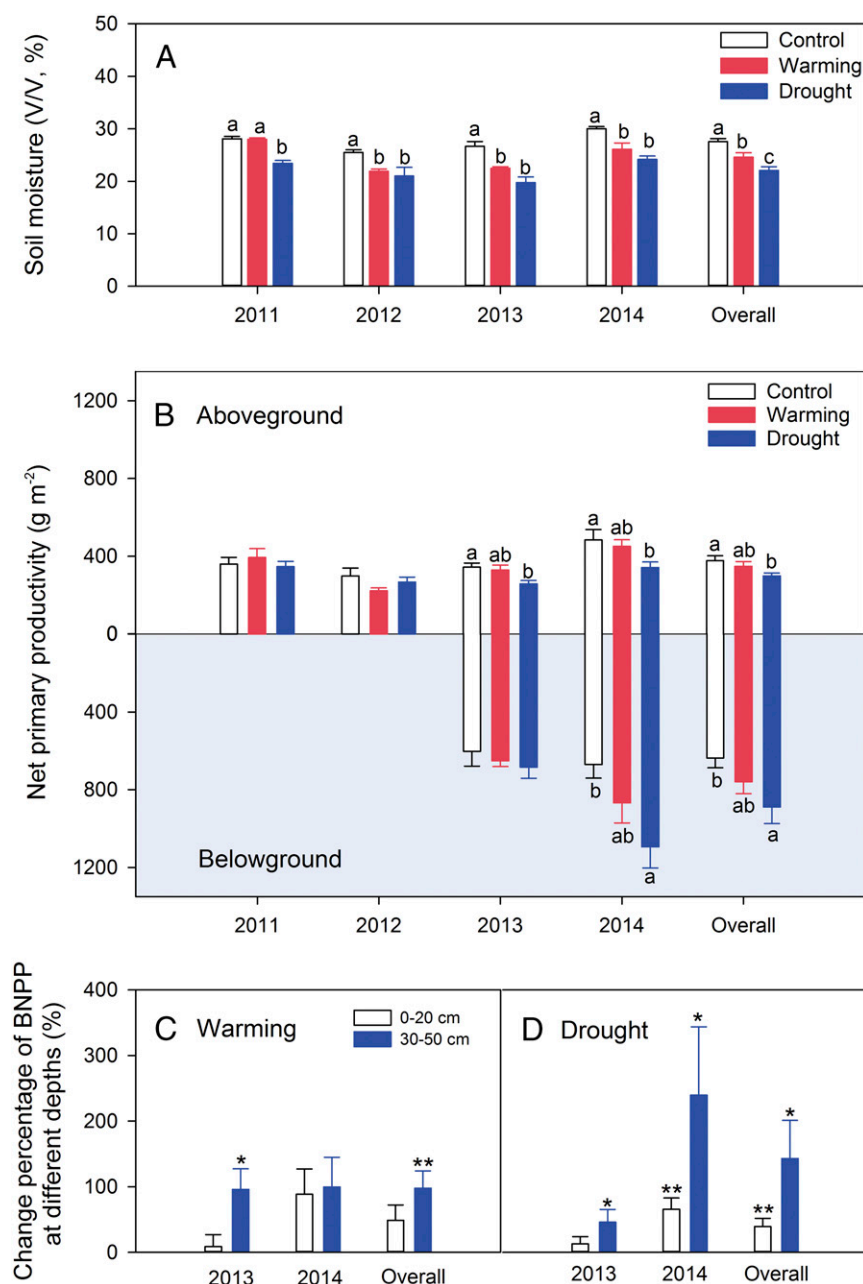 A
Control
Warming
Drought
Soil moisture (V/V, %)
50
40
30
20
10
0
a a b
a b b
a b b
a b b
a b c
2011 2012 2013 2014 Overall
B Aboveground
Control
Warming
Drought
Net primary productivity (g m-2)
1200
800
400
0
400
800
1200
a ab b
a ab b
a ab b
b ab a
b ab a
Belowground
2011 2012 2013 2014 Overall
Change percentage of BNPP
at different depths (%)
400
300
200
100
0
C Warming
0-20 cm
30-50 cm
* **
2013 2014 Overall
D Drought
* ** * ** *
2013 2014 Overall